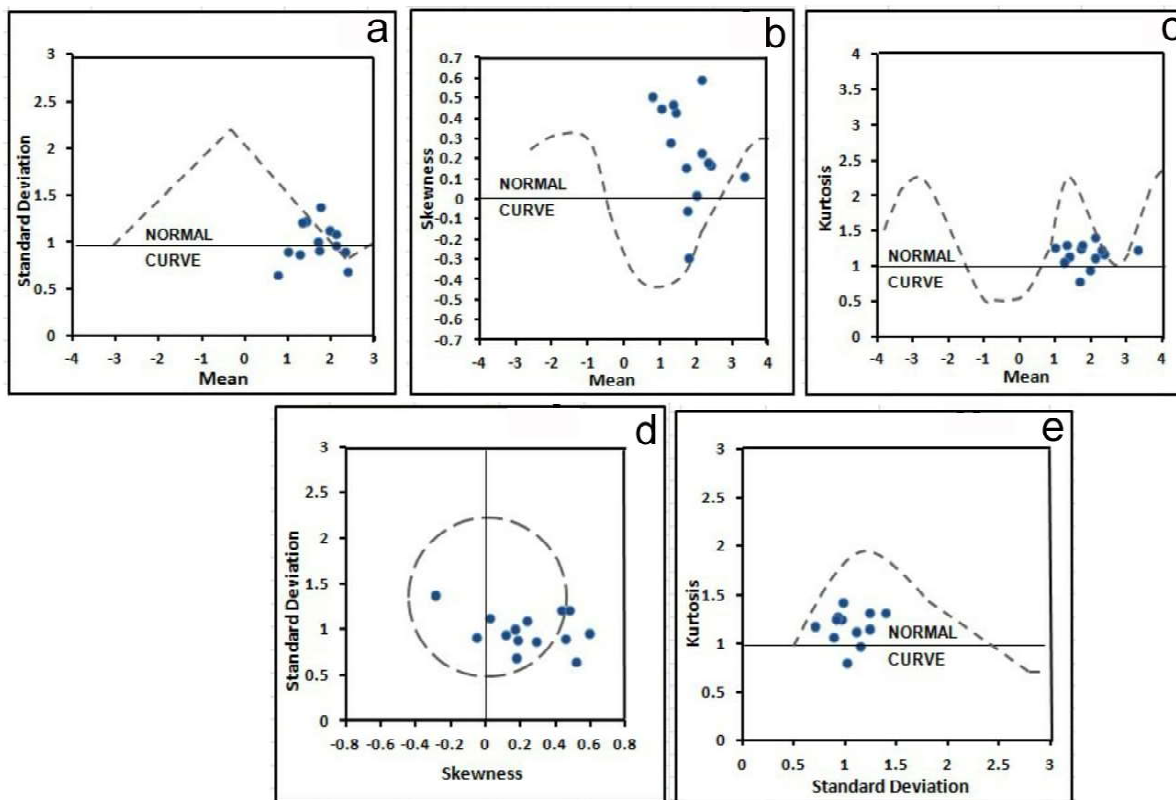 a
3
2.5
2
1.5
1
0.5
0
Standard Deviation
NORMAL
CURVE
-4 -3 -2 -1 0 1 2 3
Mean
b
0.7
0.6
0.5
0.4
0.3
0.2
0.1
0
-0.1
-0.2
-0.3
-0.4
-0.5
-0.6
-0.7
Skewness
NORMAL
CURVE
-4 -3 -2 -1 0 1 2 3 4
Mean
c
4
3.5
3
2.5
2
1.5
1
0.5
0
Kurtosis
NORMAL
CURVE
-4 -3 -2 -1 0 1 2 3 4
Mean
d
3
2.5
2
1.5
1
0.5
0
Standard Deviation
-0.8 -0.6 -0.4 -0.2 0 0.2 0.4 0.6 0.8
Skewness
e
3
2.5
2
1.5
1
0.5
0
Kurtosis
NORMAL
CURVE
0 0.5 1 1.5 2 2.5 3
Standard Deviation